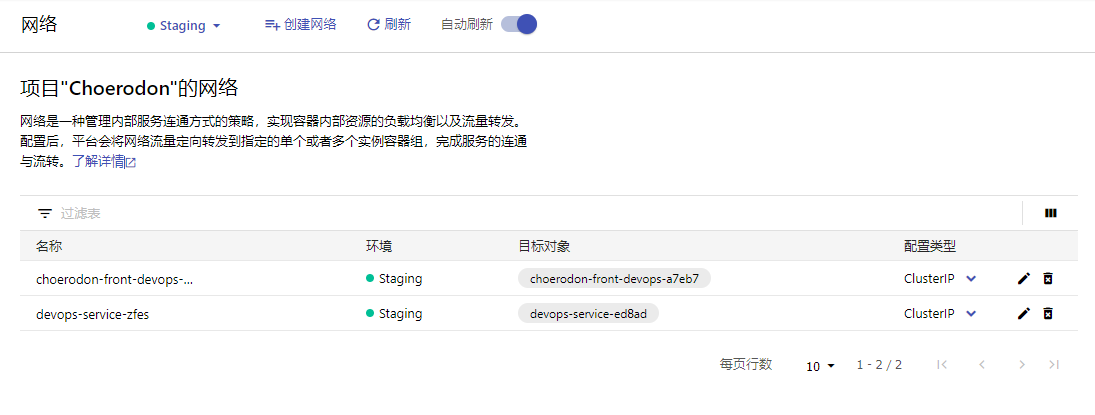 网络 Staging 创建网络 刷新 自动刷新
项目"Choerodon"的网络
网络是一种管理内部服务连通方式的策略，实现容器内部资源的负载均衡以及流量转发。
配置后，平台会将网络流量定向转发到指定的单个或者多个实例容器组，完成服务的连通
与流转。了解详情
过滤表
名称 环境 目标对象 配置类型
choerodon-front-devops-... Staging choerodon-front-devops-a7eb7 ClusterIP
devops-service-zfes Staging devops-service-ed8ad ClusterIP
每页行数 10 1 - 2 / 2